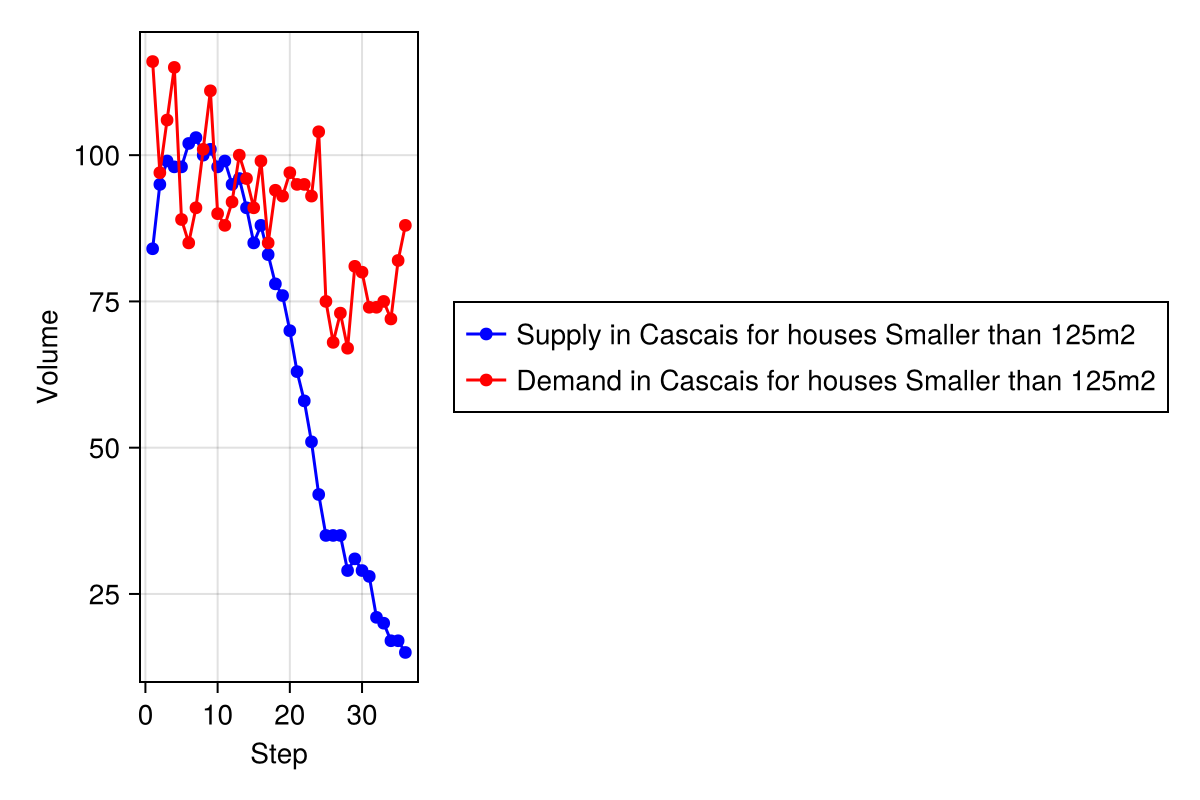 100
75
50
25
Volume
0 10 20 30
Step
Supply in Cascais for houses Smaller than 125m2
Demand in Cascais for houses Smaller than 125m2